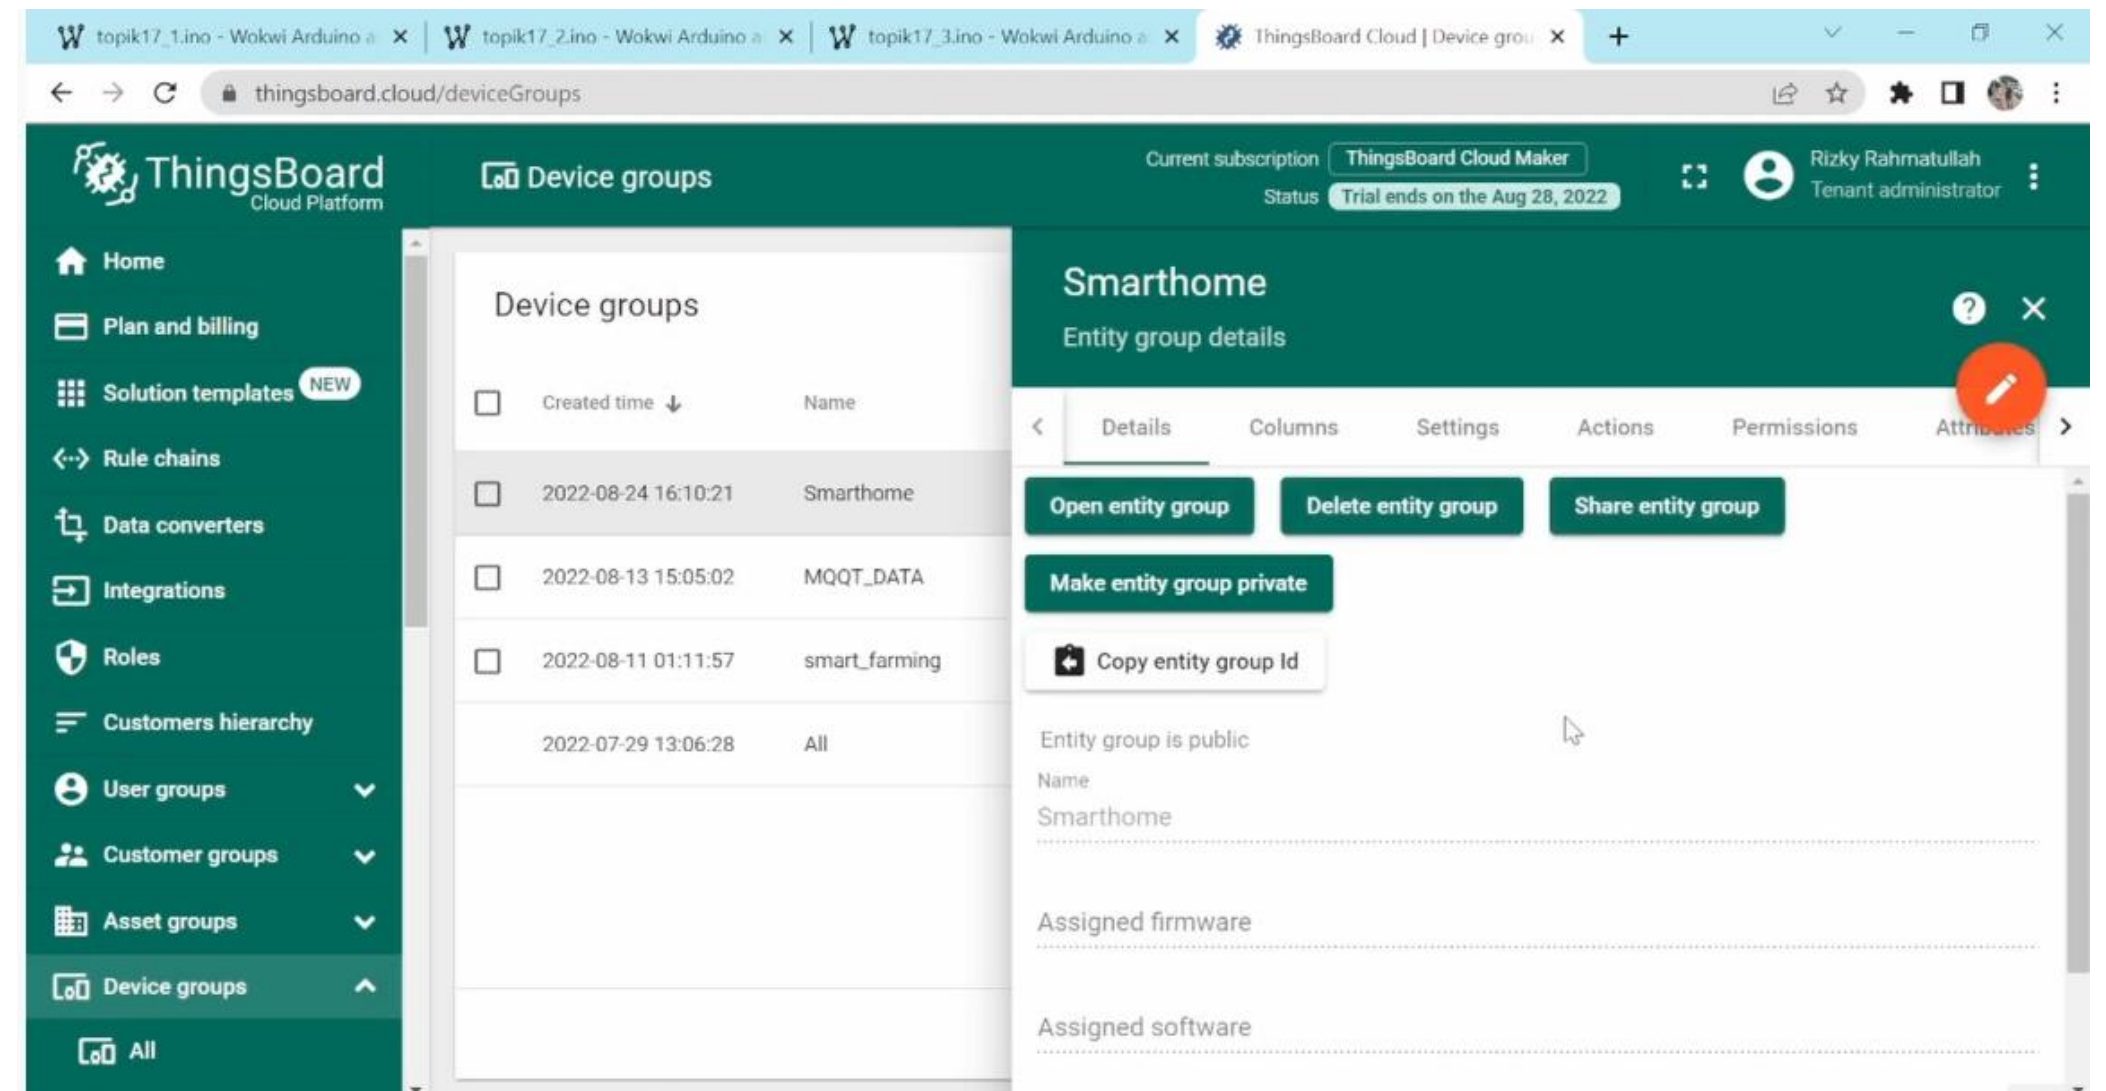 topik17_1.ino - Wokwi Arduino a
topik17_2.ino - Wokwi Arduino a
topik17_3.ino - Wokwi Arduino a
ThingsBoard Cloud | Device grou
thingsboard.cloud/deviceGroups
ThingsBoard
Cloud Platform
Device groups
Current subscription ThingsBoard Cloud Maker
Status Trial ends on the Aug 28, 2022
Rizky Rahmatullah
Tenant administrator
Home
Plan and billing
Solution templates NEW
Rule chains
Data converters
Integrations
Roles
Customers hierarchy
User groups
Customer groups
Asset groups
Device groups
All
Device groups
Created time Name
2022-08-24 16:10:21 Smarthome
2022-08-13 15:05:02 MQQT_DATA
2022-08-11 01:11:57 smart_farming
2022-07-29 13:06:28 All
Smarthome
Entity group details
Details Columns Settings Actions Permissions Attributes
Open entity group Delete entity group Share entity group
Make entity group private
Copy entity group Id
Entity group is public
Name
Smarthome
Assigned firmware
Assigned software